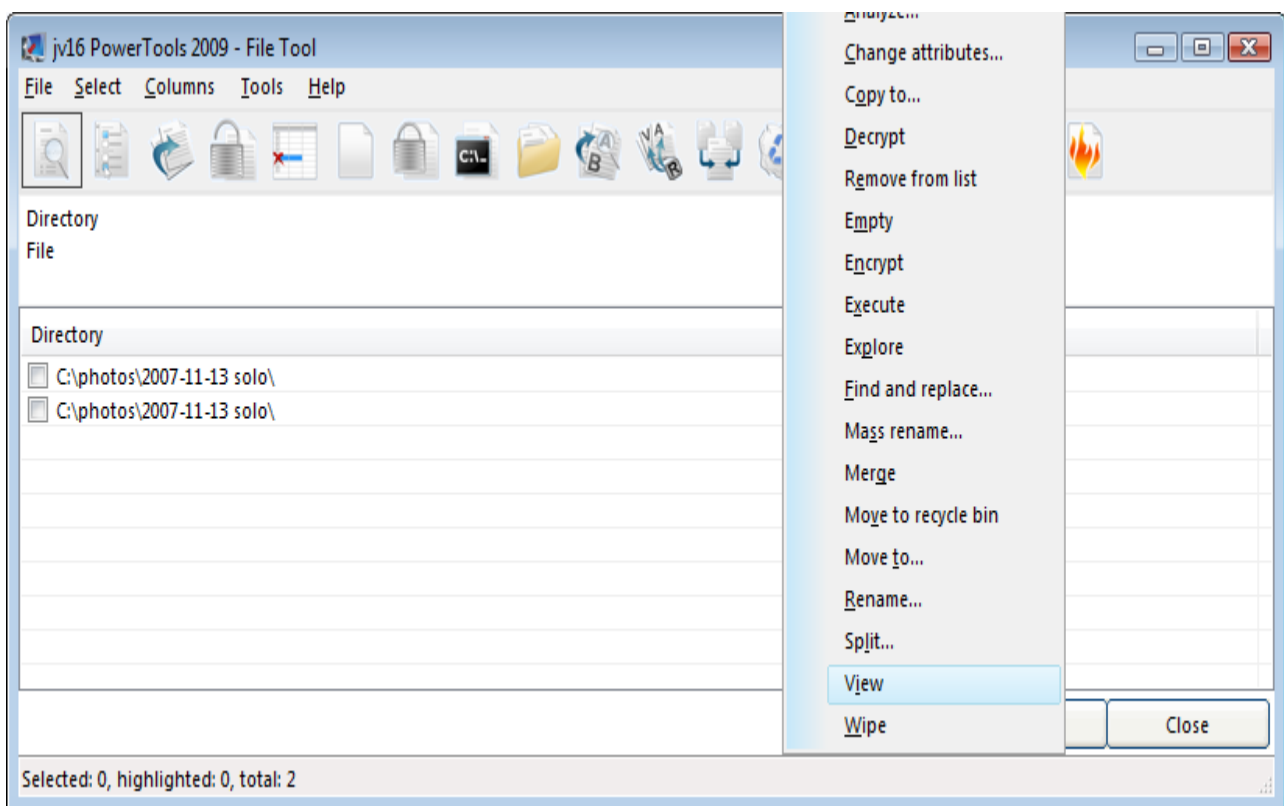 jv16 PowerTools 2009 - File Tool
File Select Columns Tools Help
C:\_
A
B
VA
R
Directory
File
Directory
C:\photos\2007-11-13 solo\
C:\photos\2007-11-13 solo\
Analyze...
Change attributes...
Copy to...
Decrypt
Remove from list
Empty
Encrypt
Execute
Explore
Find and replace...
Mass rename...
Merge
Move to recycle bin
Move to...
Rename...
Split...
View
Wipe
Close
Selected: 0, highlighted: 0, total: 2